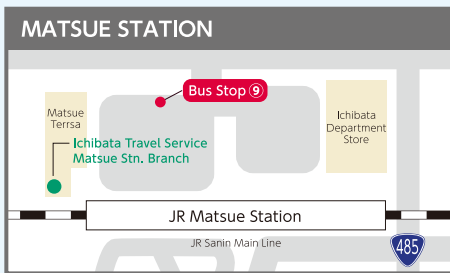 MATSUE STATION
Bus Stop ⑨
Matsue
Terrsa
Ichibata Travel Service
Matsue Stn. Branch
Ichibata
Department
Store
JR Matsue Station
JR Sanin Main Line
485